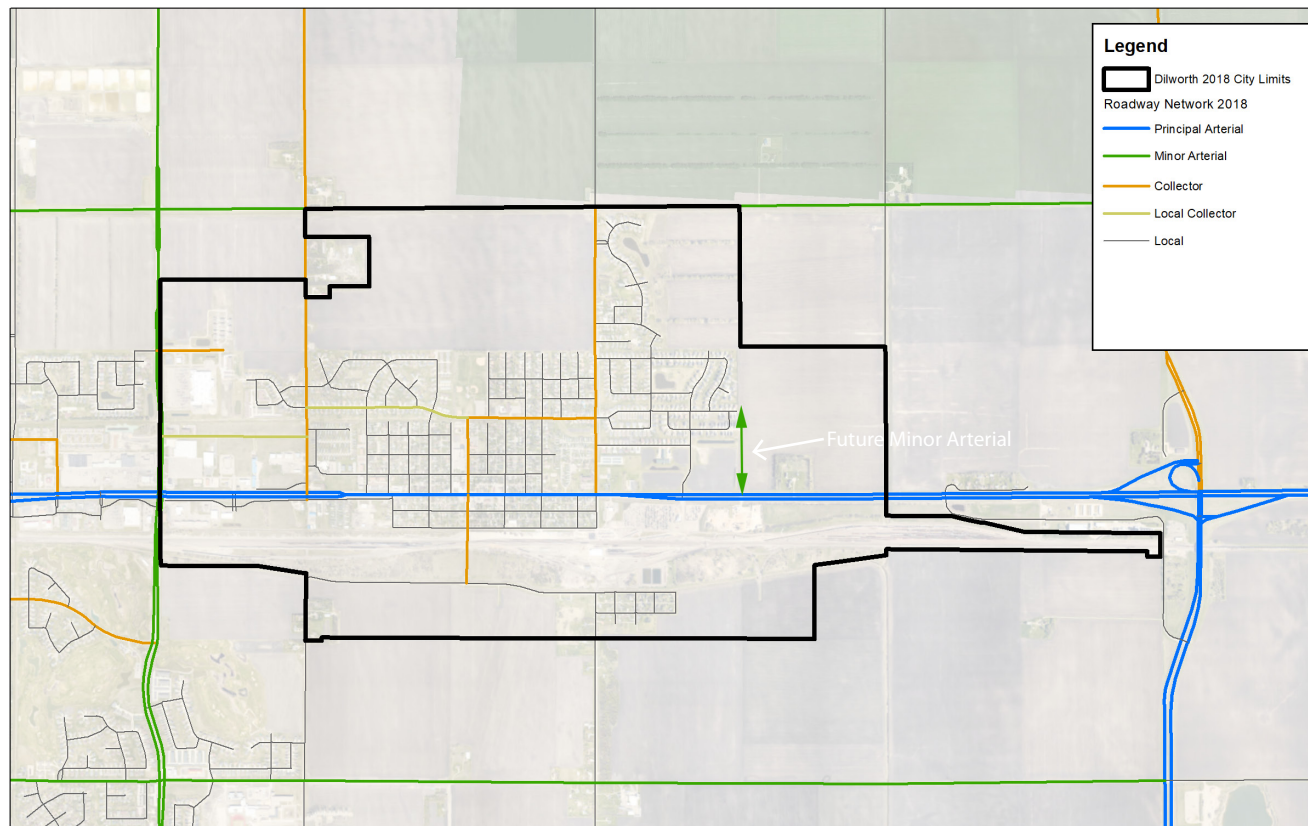 Legend
Dilworth 2018 City Limits
Roadway Network 2018
Principal Arterial
Minor Arterial
Collector
Local Collector
Local
Future Minor Arterial